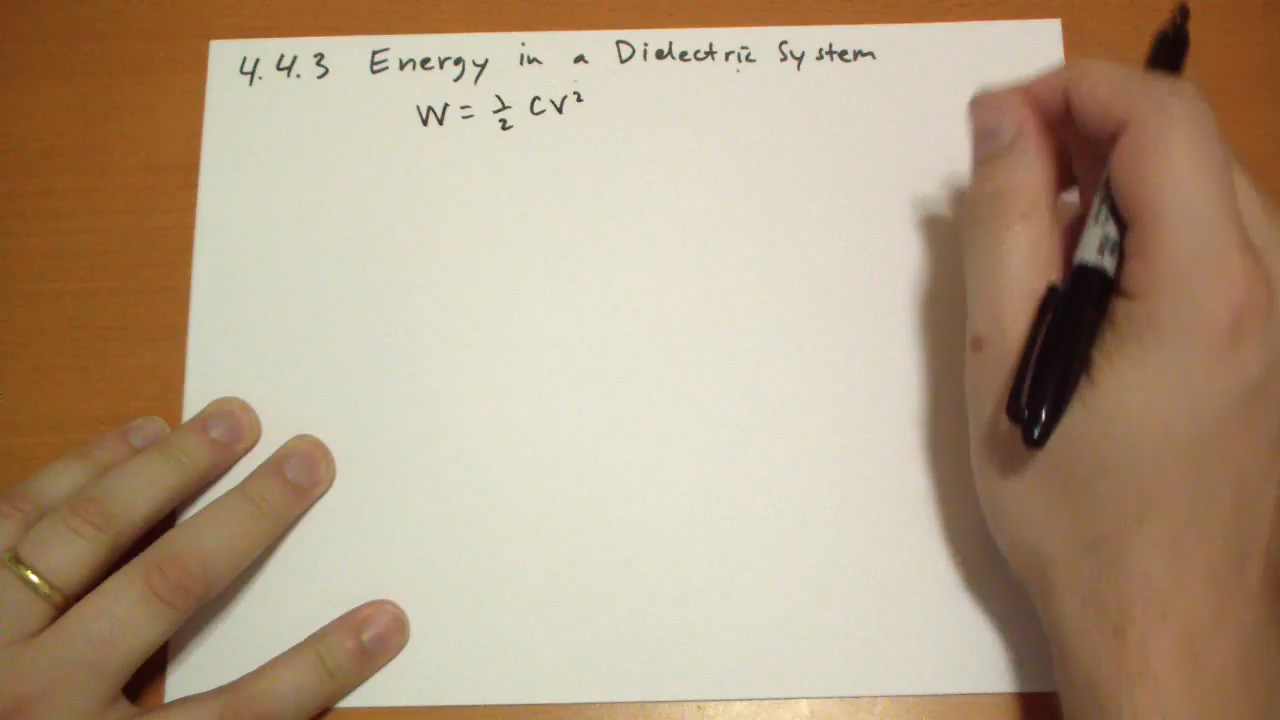 4.4.3 Energy in a Dielectric System
W = 1/2 CV²